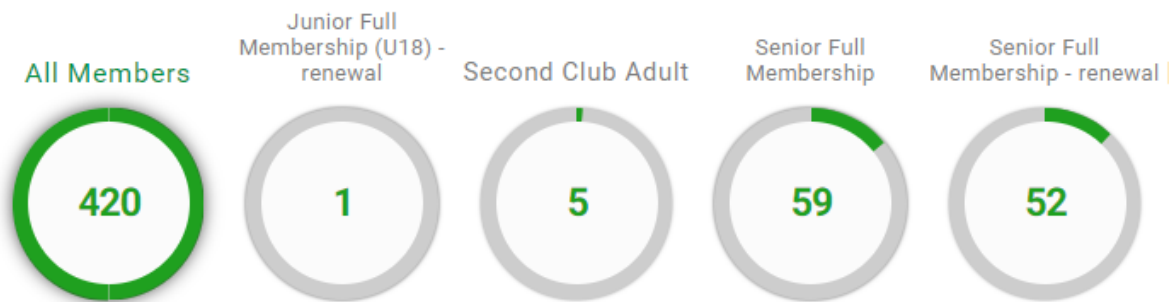 All Members
420
Junior Full
Membership (U18) -
renewal
1
Second Club Adult
5
Senior Full
Membership
59
Senior Full
Membership - renewal
52